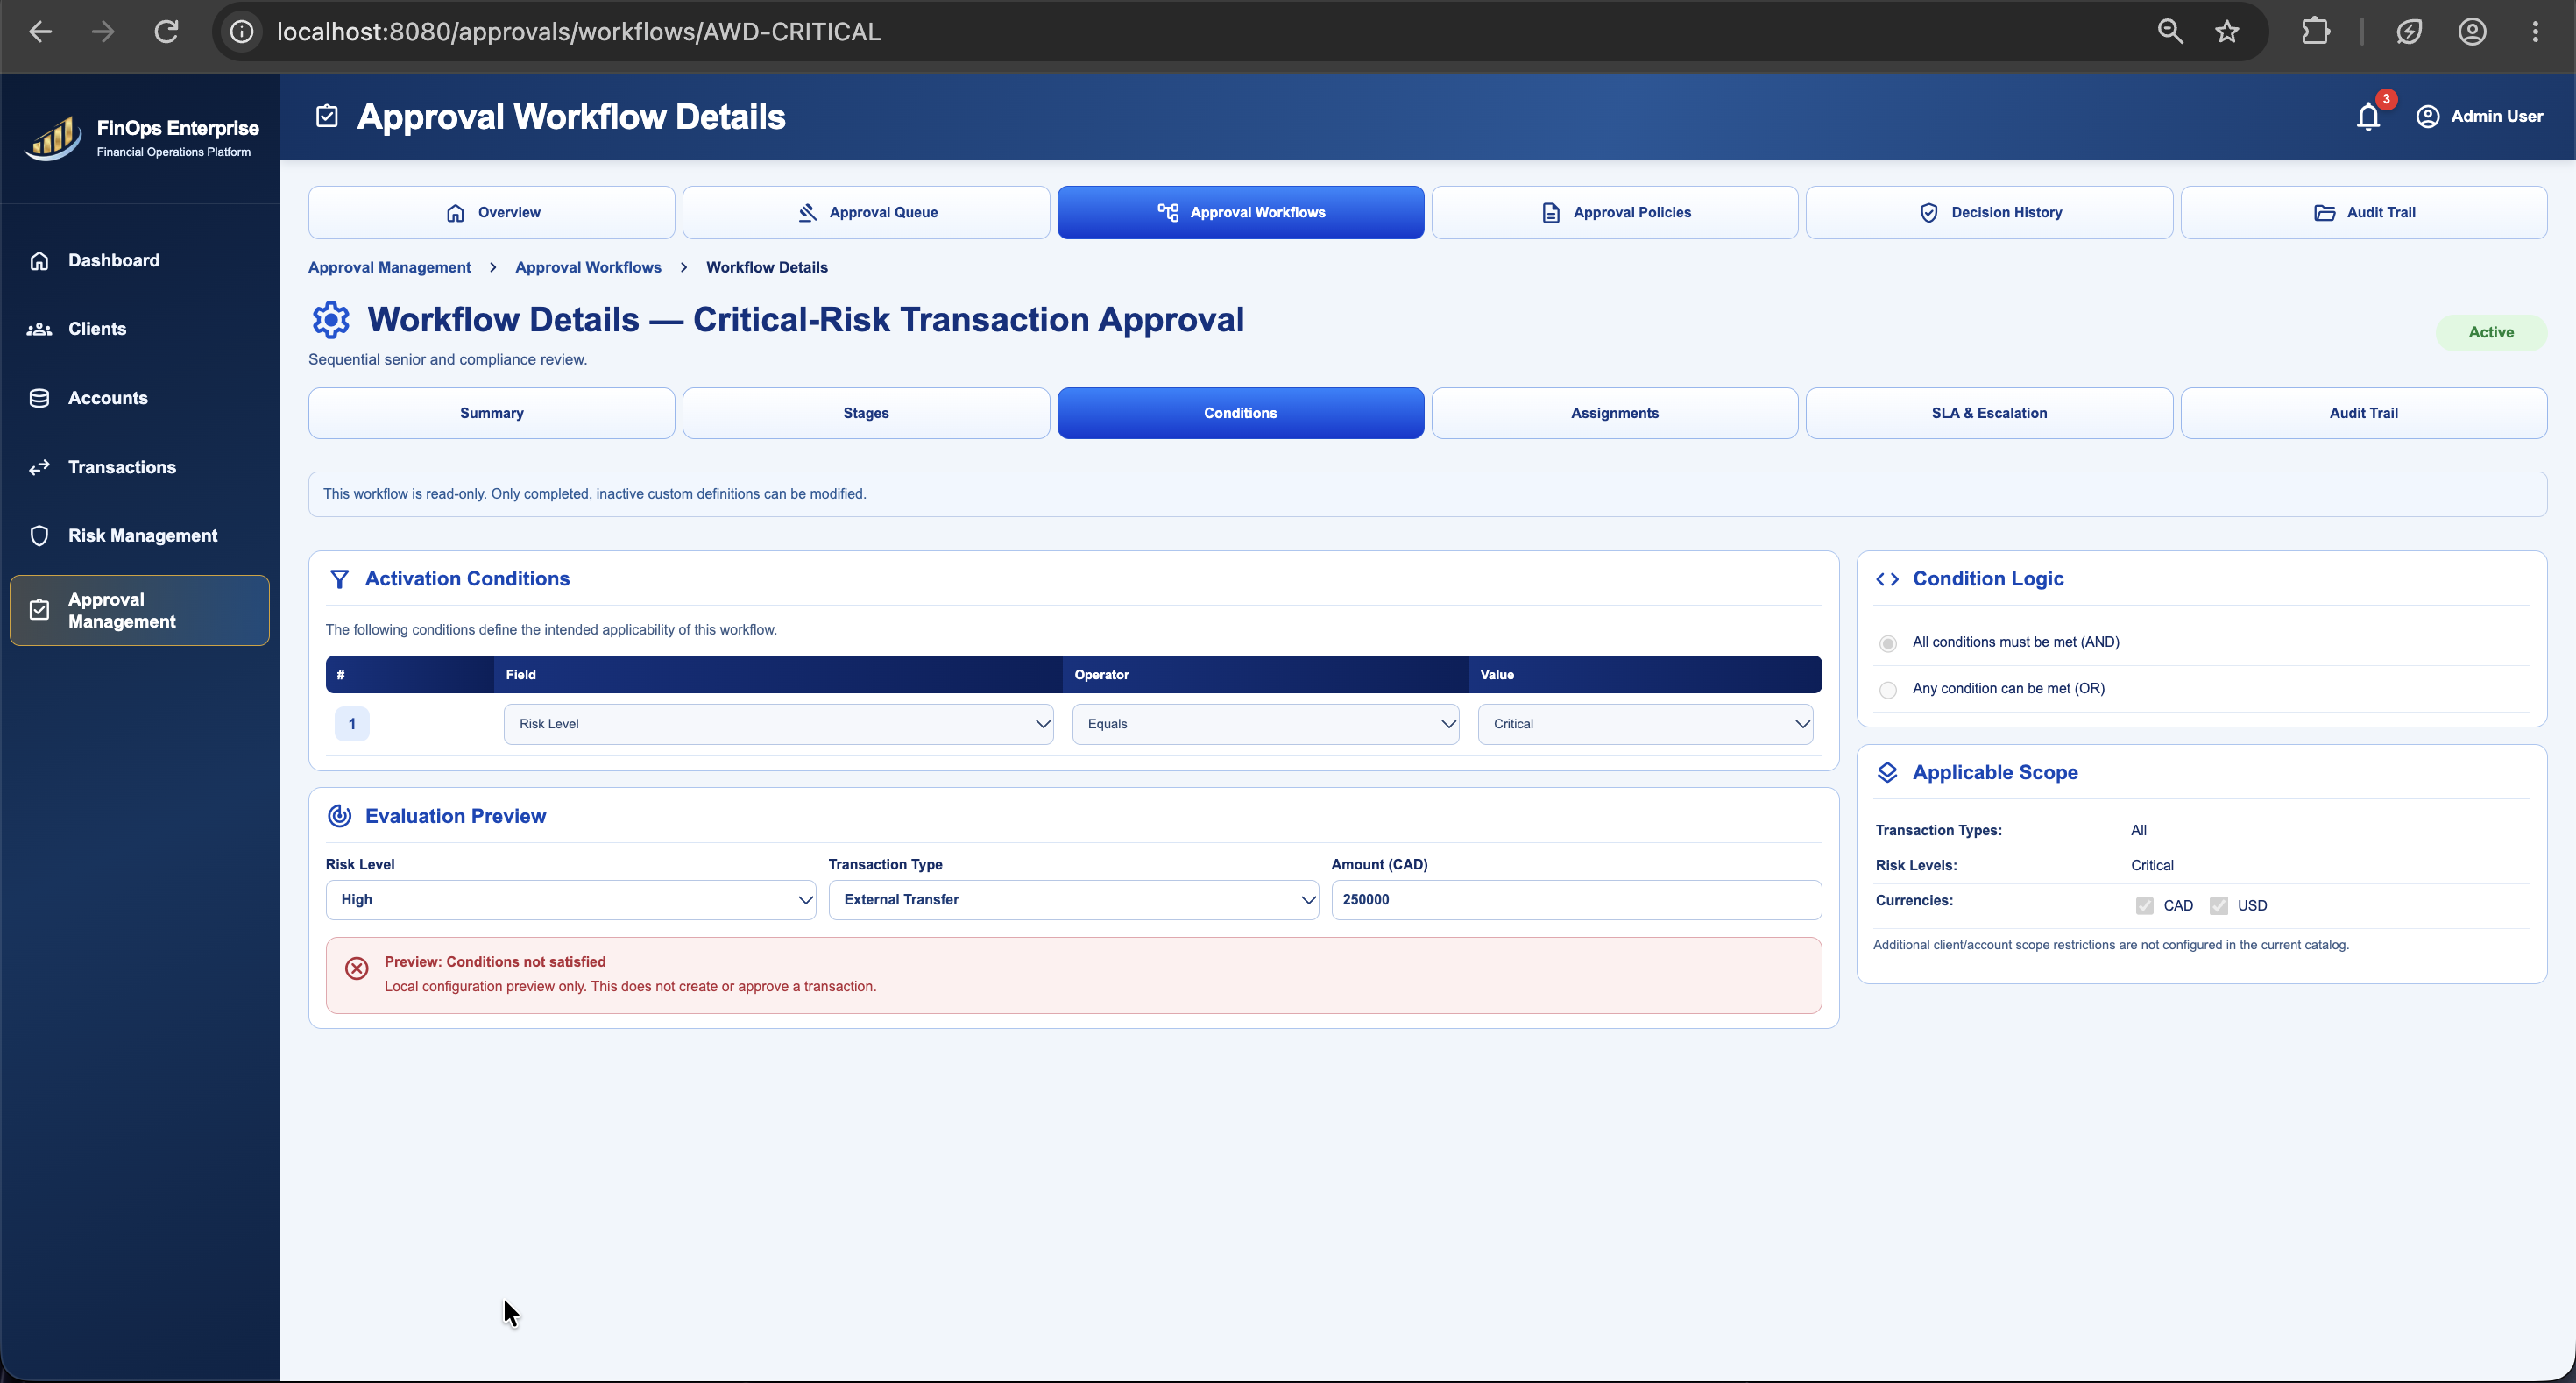 localhost:8080/approvals/workflows/AWD-CRITICAL
FinOps Enterprise
Financial Operations Platform
Approval Workflow Details
3
Admin User
Dashboard
Clients
Accounts
Transactions
Risk Management
Approval
Management
Overview
Approval Queue
Approval Workflows
Approval Policies
Decision History
Audit Trail
Approval Management > Approval Workflows > Workflow Details
Workflow Details — Critical-Risk Transaction Approval
Active
Sequential senior and compliance review.
Summary
Stages
Conditions
Assignments
SLA & Escalation
Audit Trail
This workflow is read-only. Only completed, inactive custom definitions can be modified.
Activation Conditions
The following conditions define the intended applicability of this workflow.
# Field Operator Value
1 Risk Level Equals Critical
Evaluation Preview
Risk Level Transaction Type Amount (CAD)
High External Transfer 250000
Preview: Conditions not satisfied
Local configuration preview only. This does not create or approve a transaction.
Condition Logic
All conditions must be met (AND)
Any condition can be met (OR)
Applicable Scope
Transaction Types: All
Risk Levels: Critical
Currencies: CAD USD
Additional client/account scope restrictions are not configured in the current catalog.